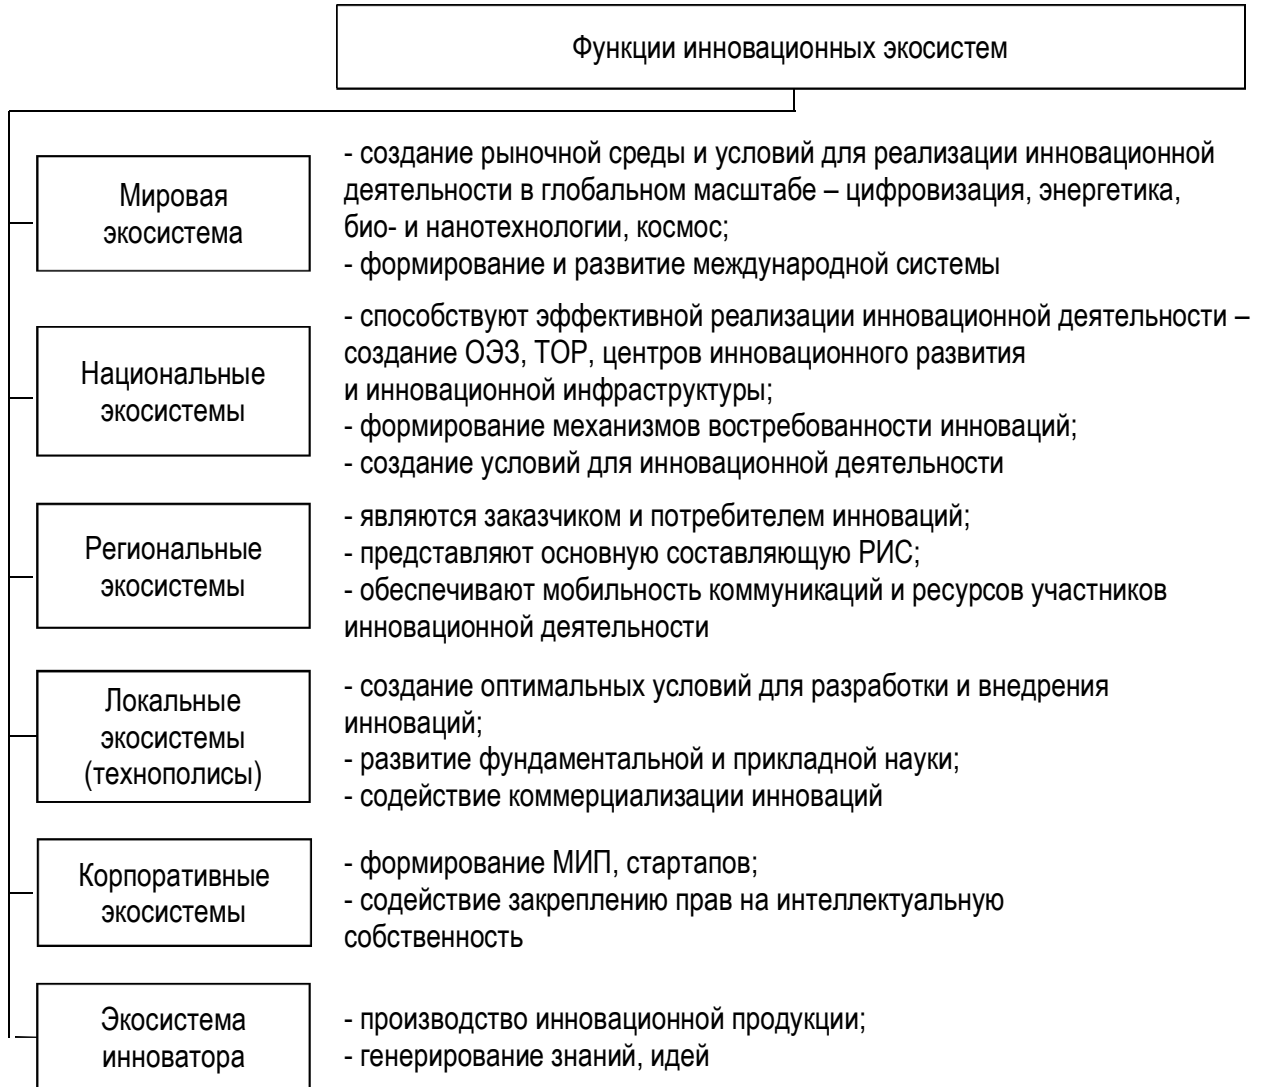 Функции инновационных экосистем
Мировая
экосистема
- создание рыночной среды и условий для реализации инновационной
деятельности в глобальном масштабе – цифровизация, энергетика,
био- и нанотехнологии, космос;
- формирование и развитие международной системы
Национальные
экосистемы
- способствуют эффективной реализации инновационной деятельности –
создание ОЭЗ, ТОР, центров инновационного развития
и инновационной инфраструктуры;
- формирование механизмов востребованности инноваций;
- создание условий для инновационной деятельности
Региональные
экосистемы
- являются заказчиком и потребителем инноваций;
- представляют основную составляющую РИС;
- обеспечивают мобильность коммуникаций и ресурсов участников
инновационной деятельности
Локальные
экосистемы
(технополисы)
- создание оптимальных условий для разработки и внедрения
инноваций;
- развитие фундаментальной и прикладной науки;
- содействие коммерциализации инноваций
Корпоративные
экосистемы
- формирование МИП, стартапов;
- содействие закреплению прав на интеллектуальную
собственность
Экосистема
инноватора
- производство инновационной продукции;
- генерирование знаний, идей